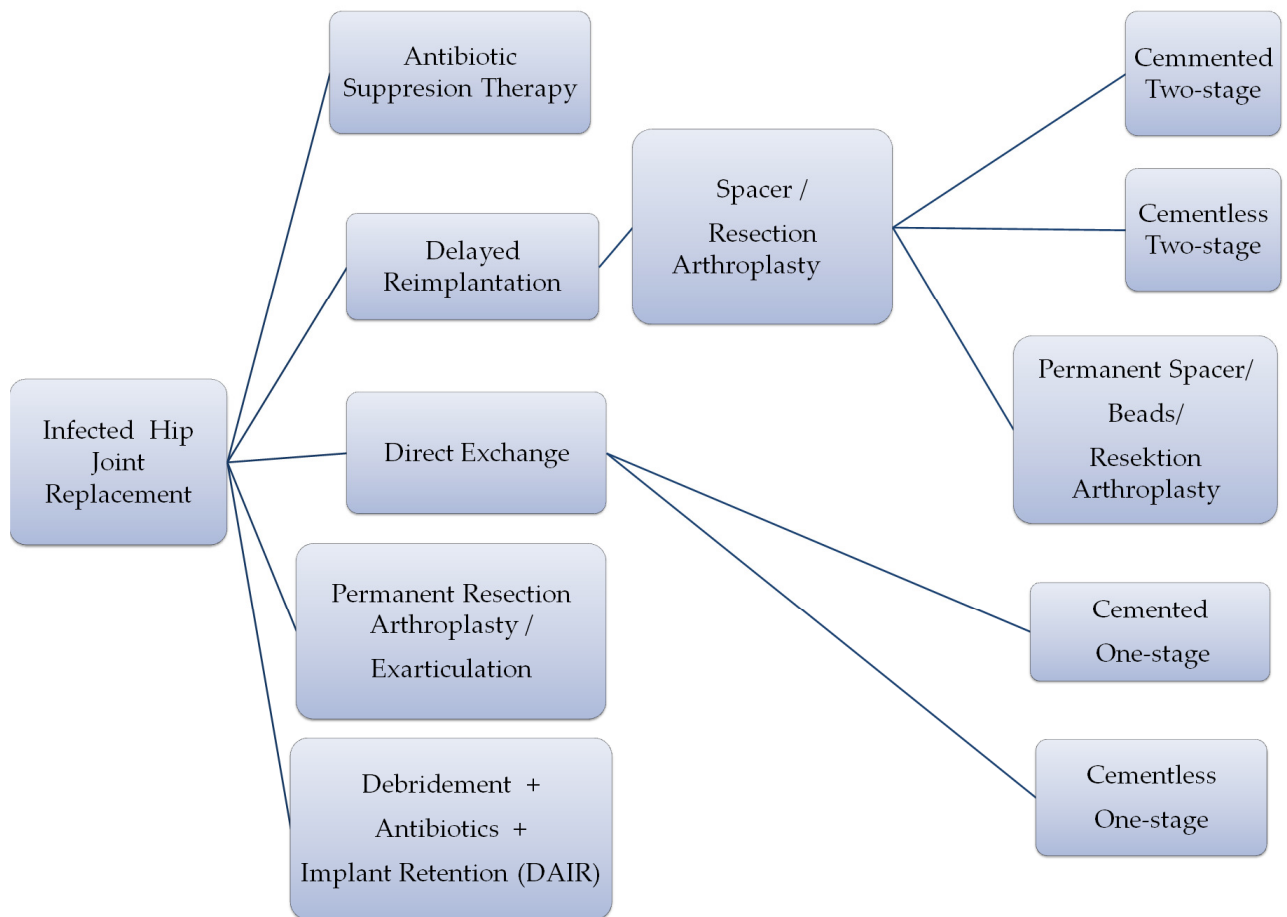 Infected Hip
Joint
Replacement
Antibiotic
Suppresion Therapy
Delayed
Reimplantation
Direct Exchange
Permanent Resection
Arthroplasty /
Exarticulation
Debridement +
Antibiotics +
Implant Retention (DAIR)
Spacer /
Resection
Arthroplasty
Cemmented
Two-stage
Cementless
Two-stage
Permanent Spacer/
Beads/
Resektion
Arthroplasty
Cemented
One-stage
Cementless
One-stage